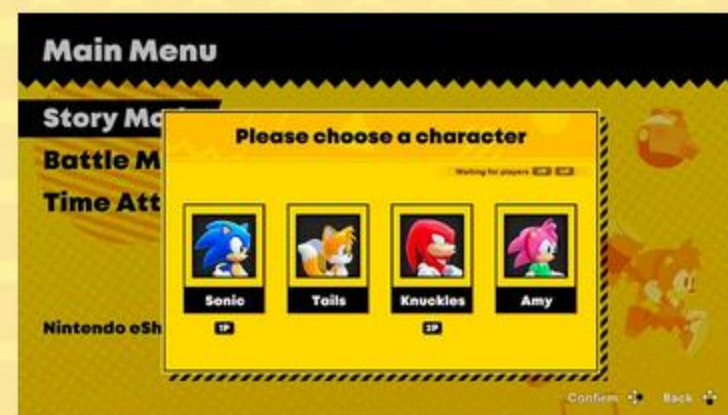 Main Menu
Story Mo
Please choose a character
Battle M
Waiting for players
Time Att
Sonic Tails Knuckles Amy
1P 2P
Nintendo eSh
Confirm Back